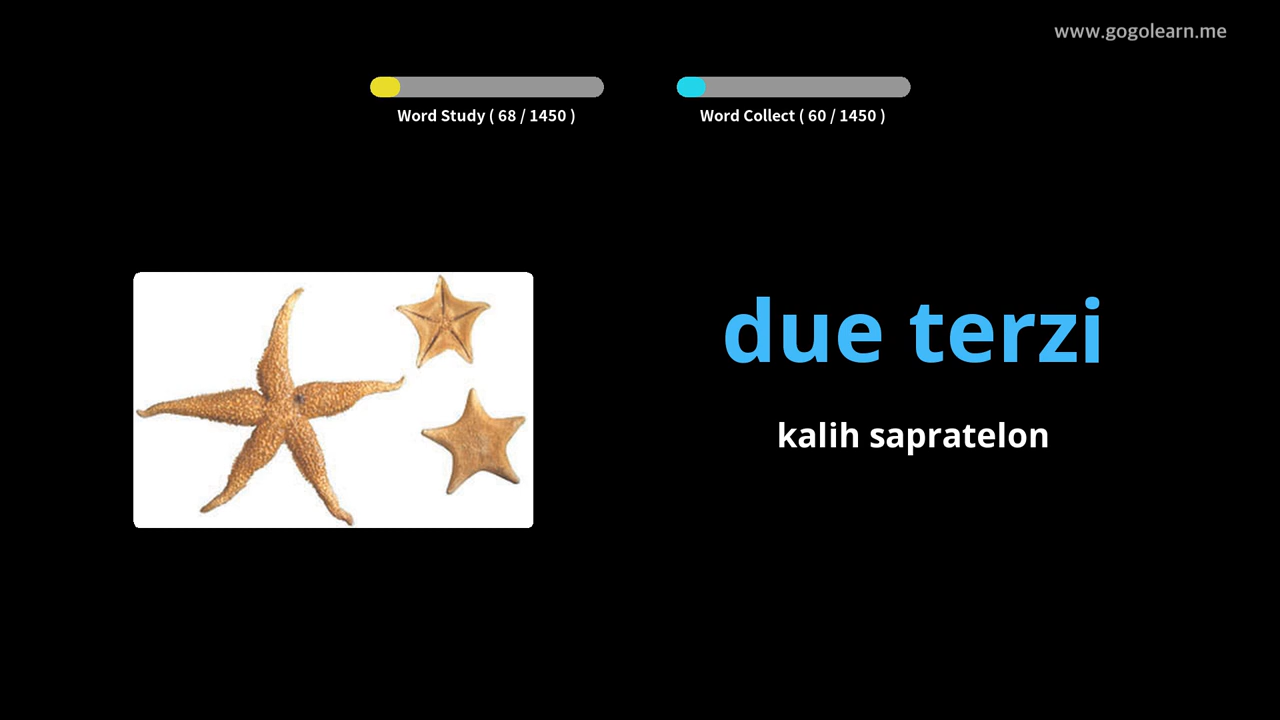 www.gogolearn.me
Word Study ( 68 / 1450 )
Word Collect ( 60 / 1450 )
due terzi
kalih sapratelon